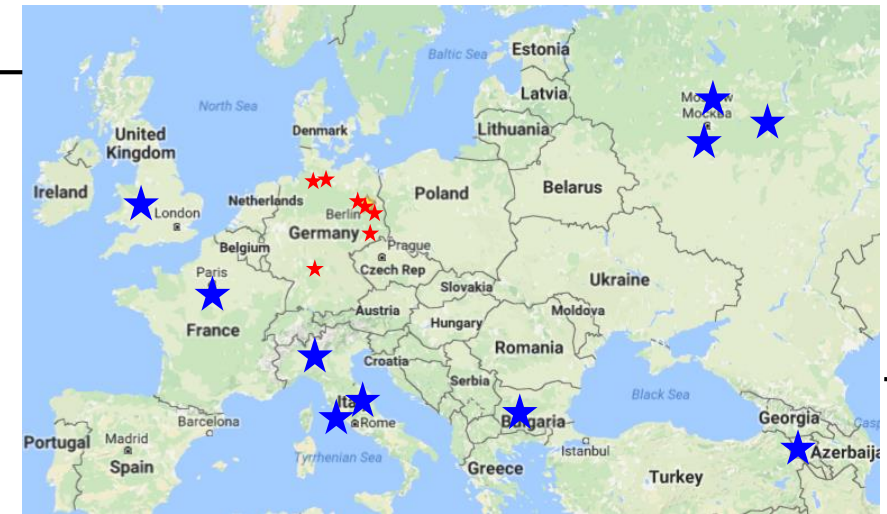 Baltic Sea
Estonia
Latvia
Lithuania
Москва
North Sea
Denmark
United
Kingdom
Ireland
London
Netherlands
Berlin
Germany
Poland
Belarus
Belgium
Prague
Czech Rep
Paris
France
Slovakia
Ukraine
Austria
Hungary
Moldova
Romania
Croatia
Serbia
Black Sea
Georgia
Barcelona
Rome
Istanbul
Azerbaija
Portugal
Madrid
Spain
Tyrrhenian Sea
Greece
Turkey